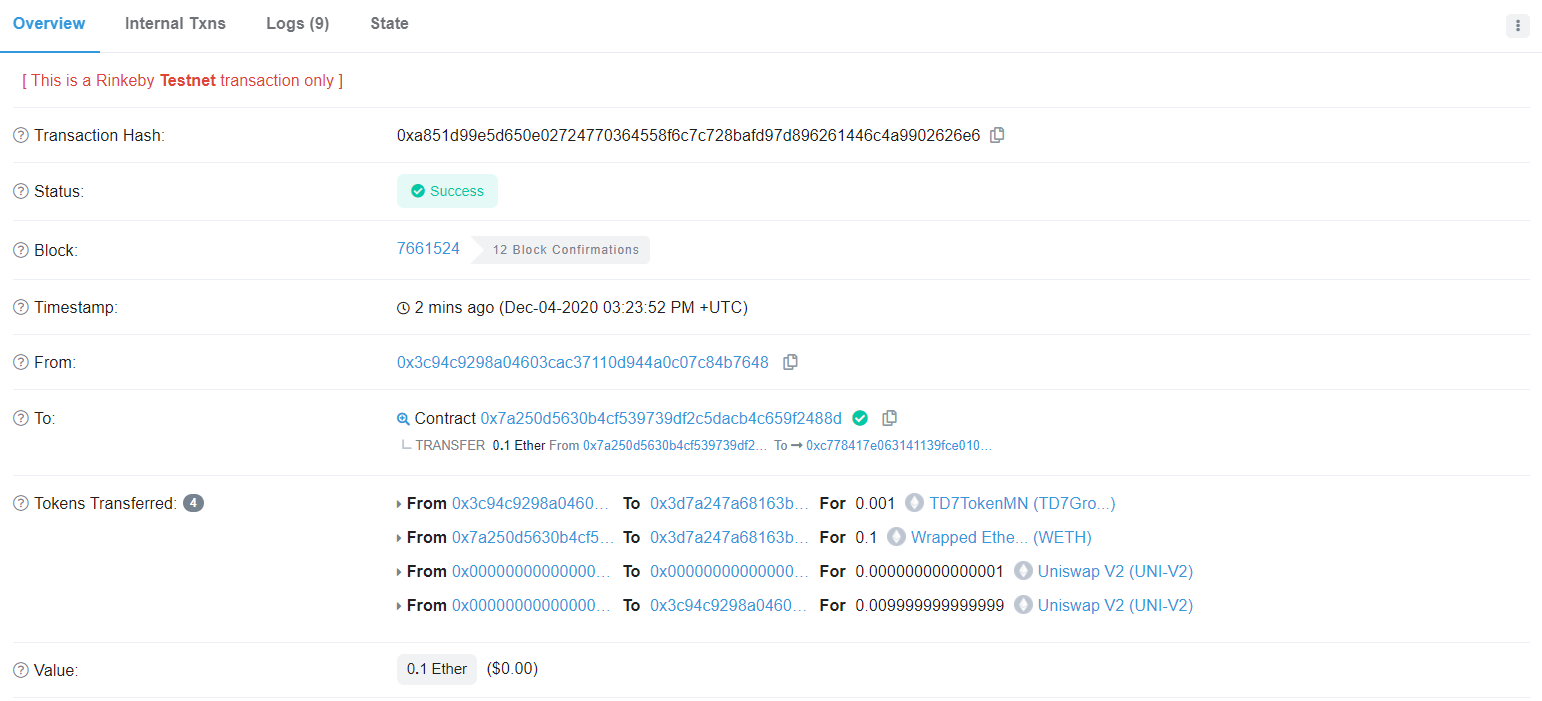 Overview Internal Txns Logs (9) State
[ This is a Rinkeby Testnet transaction only ]
Transaction Hash: 0xa851d99e5d650e02724770364558f6c7c728bafd97d896261446c4a9902626e6
Status: Success
Block: 7661524 12 Block Confirmations
Timestamp: 2 mins ago (Dec-04-2020 03:23:52 PM +UTC)
From: 0x3c94c9298a04603cac37110d944a0c07c84b7648
To: Contract 0x7a250d5630b4cf539739df2c5dacb4c659f2488d
TRANSFER 0.1 Ether From 0x7a250d5630b4cf539739df2... To → 0xc778417e063141139fce010...
Tokens Transferred: 4 From 0x3c94c9298a0460... To 0x3d7a247a68163b... For 0.001 TD7TokenMN (TD7Gro...)
From 0x7a250d5630b4cf5... To 0x3d7a247a68163b... For 0.1 Wrapped Ethe... (WETH)
From 0x00000000000000... To 0x00000000000000... For 0.000000000000001 Uniswap V2 (UNI-V2)
From 0x00000000000000... To 0x3c94c9298a0460... For 0.009999999999999 Uniswap V2 (UNI-V2)
Value: 0.1 Ether ($0.00)